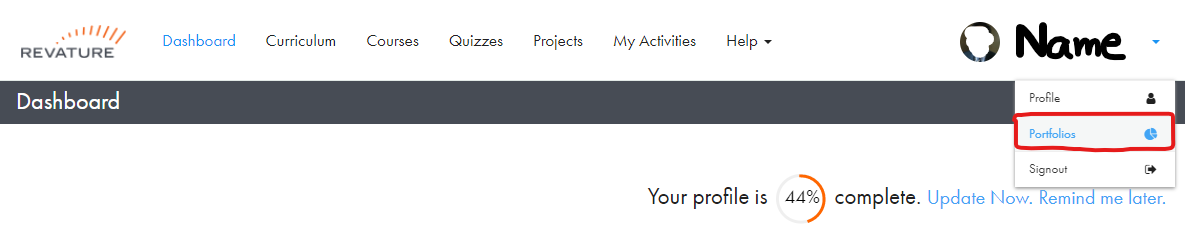 REVATURE Dashboard Curriculum Courses Quizzes Projects My Activities Help Name
Dashboard
Profile
Portfolios
Signout
Your profile is 44% complete. Update Now. Remind me later.